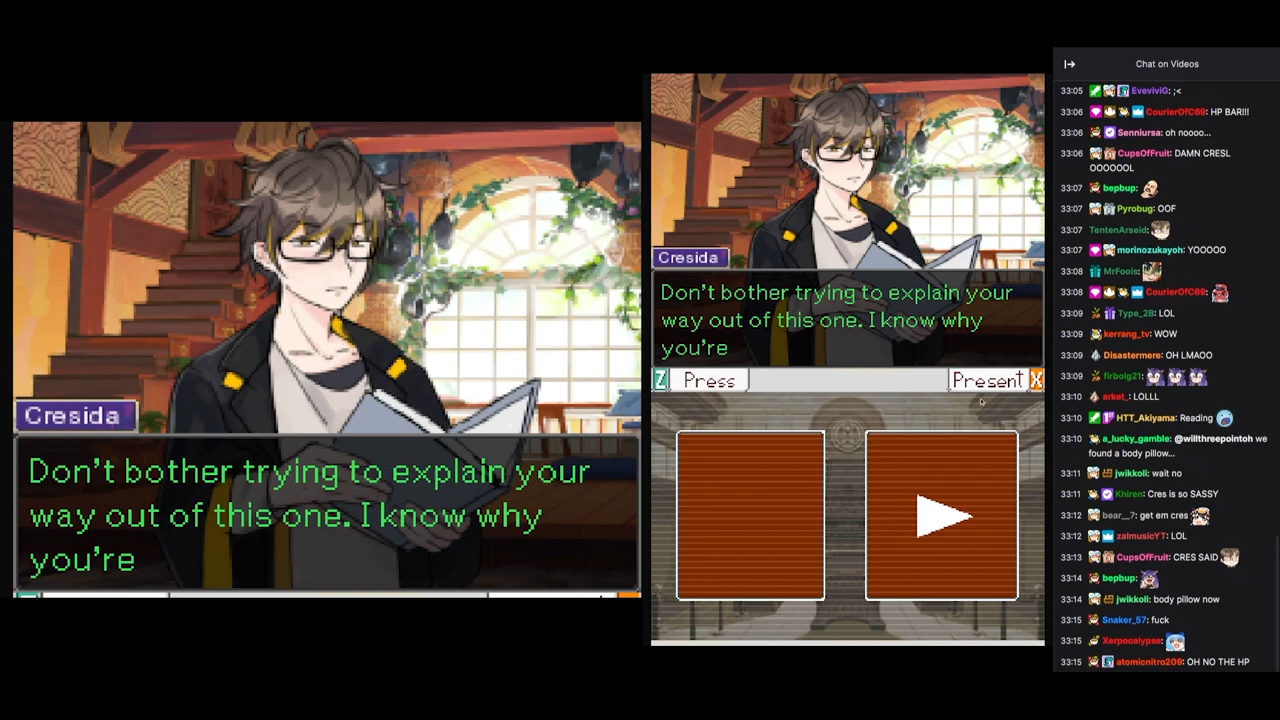 Cresida
Don't bother trying to explain your
way out of this one. I know why
you're
Cresida
Don't bother trying to explain your
way out of this one. I know why
you're
Z Press
Present X
Chat on Videos
33:05 EveviviG: ;<
33:06 CourierOfC69: HP BAR!!!
33:06 Senniursa: oh noooo...
33:06 CupsOfFruit: DAMN CRESL
OOOOOOL
33:07 bepbup:
33:07 Pyrobug: OOF
33:07 TentenArseid:
33:07 morinozukayoh: YOOOOO
33:08 MrFools:
33:08 CourierOfC69:
33:09 Type_2B: LOL
33:09 kerrang_tv: WOW
33:09 Disastermere: OH LMAOO
33:09 firbolg21:
33:10 arket_: LOLLL
33:10 HTT_Akiyama: Reading
33:10 a_lucky_gamble: @willthreepointoh we
found a body pillow...
33:11 jwikkoli: wait no
33:11 Khiren: Cres is so SASSY
33:12 bear__7: get em cres
33:12 zalmusicYT: LOL
33:13 CupsOfFruit: CRES SAID
33:14 bepbup:
33:14 jwikkoli: body pillow now
33:15 Snaker_57: fuck
33:15 Xerpocalypse:
33:15 atomicnitro209: OH NO THE HP